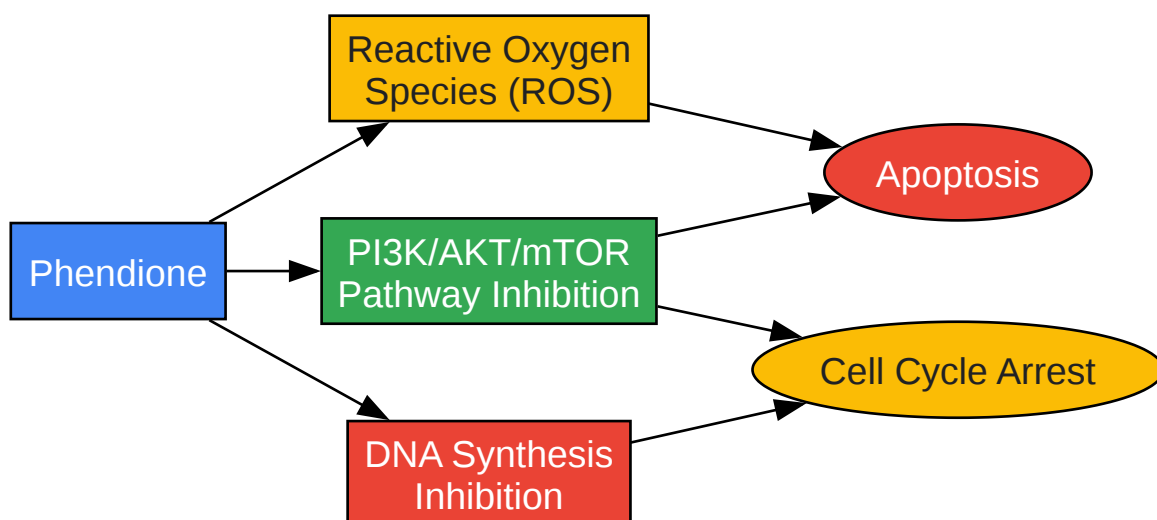 Reactive Oxygen
Species (ROS)
Apoptosis
Phendione
PI3K/AKT/mTOR
Pathway Inhibition
Cell Cycle Arrest
DNA Synthesis
Inhibition